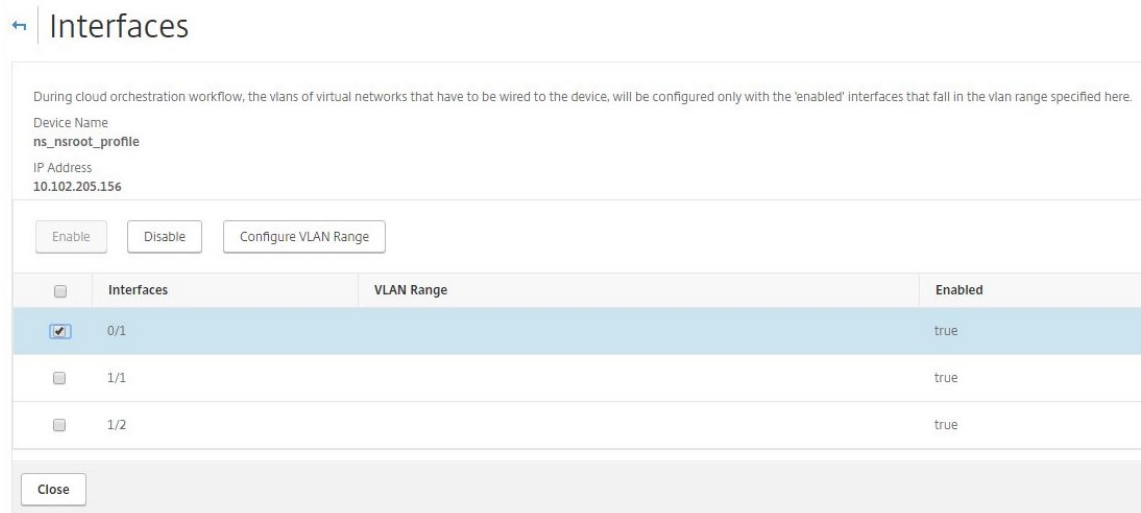 Interfaces
During cloud orchestration workflow, the vlans of virtual networks that have to be wired to the device, will be configured only with the 'enabled' interfaces that fall in the vlan range specified here.
Device Name
ns_nsroot_profile
IP Address
10.102.205.156
Enable Disable Configure VLAN Range
Interfaces VLAN Range Enabled
0/1 true
1/1 true
1/2 true
Close